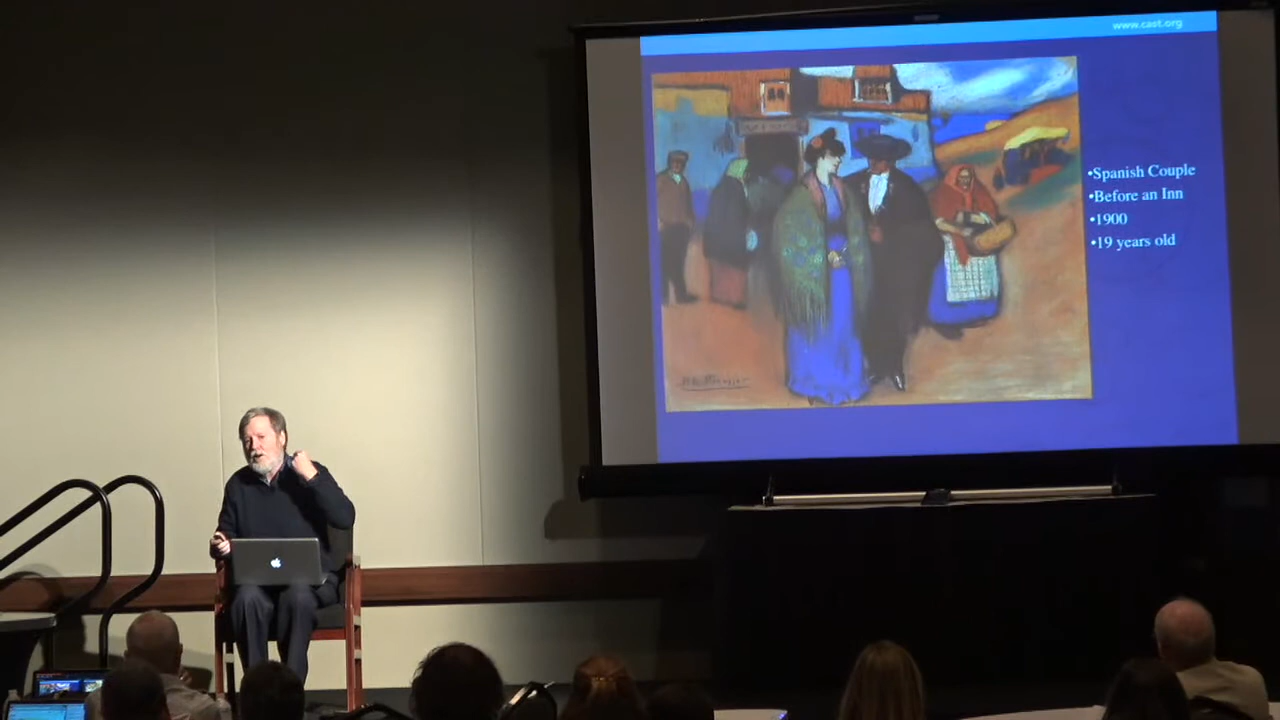 www.cast.org
•Spanish Couple
•Before an Inn
•1900
•19 years old